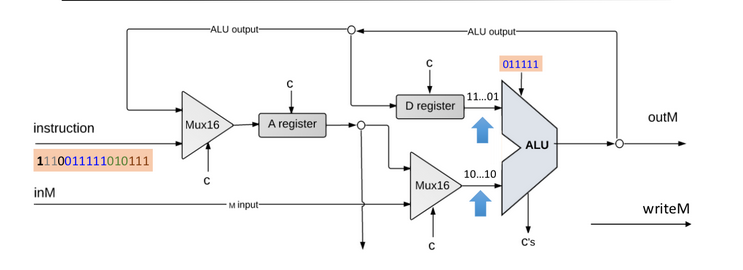 ALU output
ALU output
c
011111
c
D register
11...01
outM
instruction
Mux16
A register
ALU
1110011111010111
10...10
Mux16
inM
c
M input
writeM
c
c's